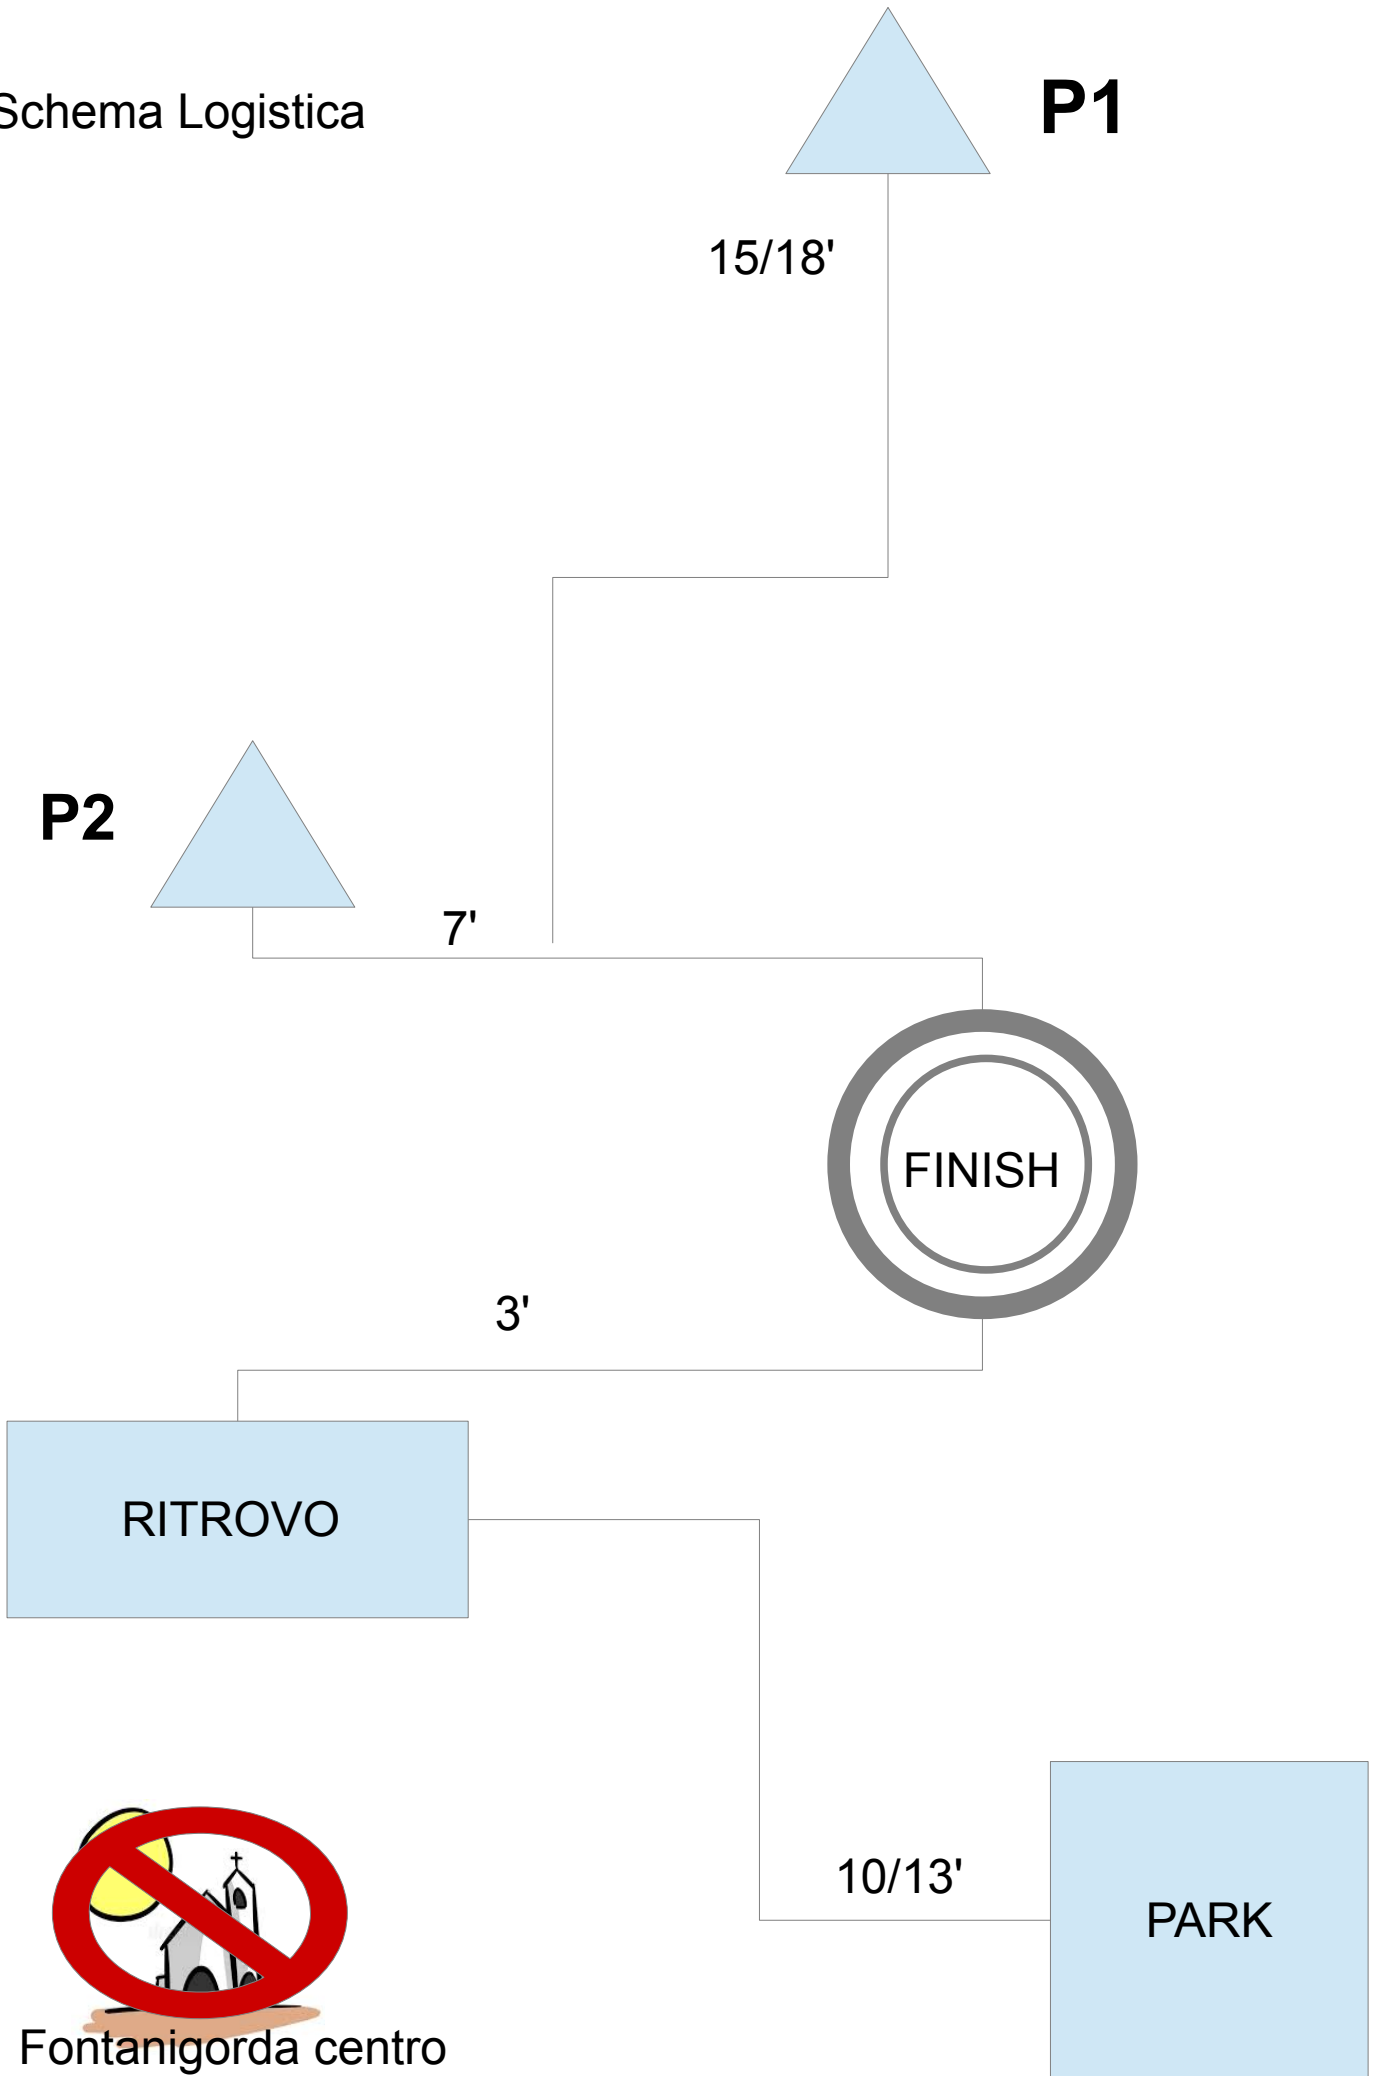 Schema Logistica
P1
15/18'
P2
7'
FINISH
3'
RITROVO
10/13'
PARK
Fontanigorda centro